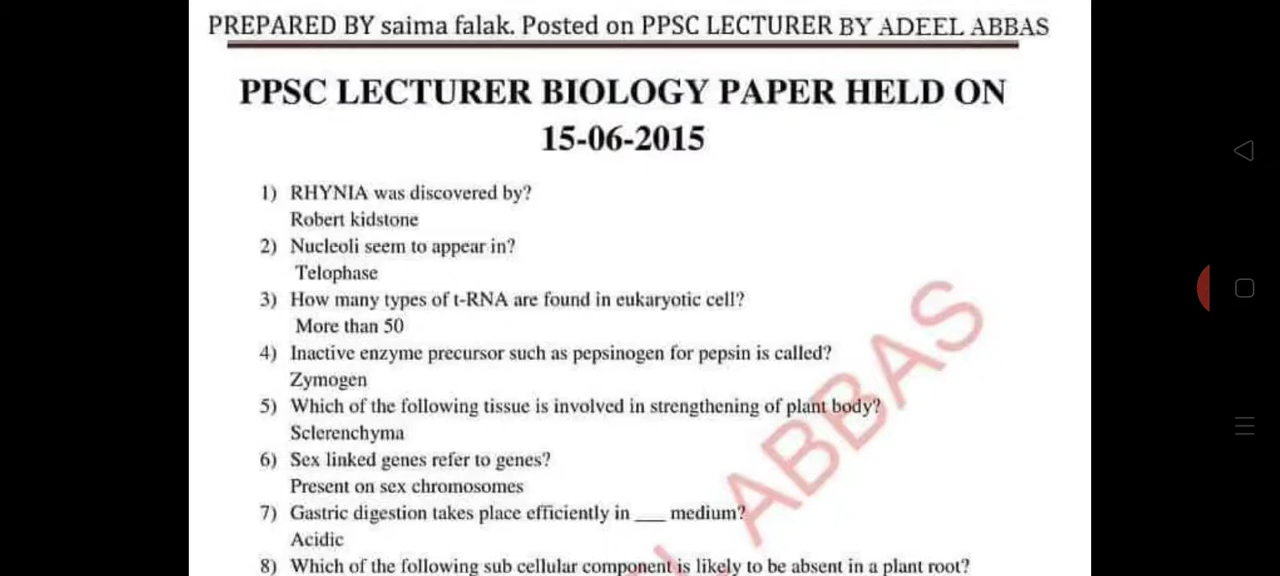 PREPARED BY saima falak. Posted on PPSC LECTURER BY ADEEL ABBAS
PPSC LECTURER BIOLOGY PAPER HELD ON
15-06-2015
1) RHYNIA was discovered by?
Robert kidstone
2) Nucleoli seem to appear in?
Telophase
3) How many types of t-RNA are found in eukaryotic cell?
More than 50
4) Inactive enzyme precursor such as pepsinogen for pepsin is called?
Zymogen
5) Which of the following tissue is involved in strengthening of plant body?
Sclerenchyma
6) Sex linked genes refer to genes?
Present on sex chromosomes
7) Gastric digestion takes place efficiently in ___ medium?
Acidic
8) Which of the following sub cellular component is likely to be absent in a plant root?
ABBAS